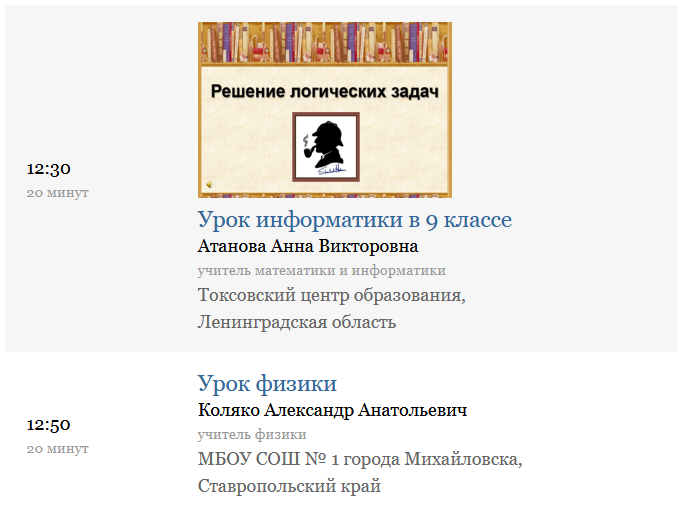 Решение логических задач
12:30
20 минут
Урок информатики в 9 классе
Атанова Анна Викторовна
учитель математики и информатики
Токсовский центр образования,
Ленинградская область
12:50
20 минут
Урок физики
Коляко Александр Анатольевич
учитель физики
МБОУ СОШ № 1 города Михайловска,
Ставропольский край